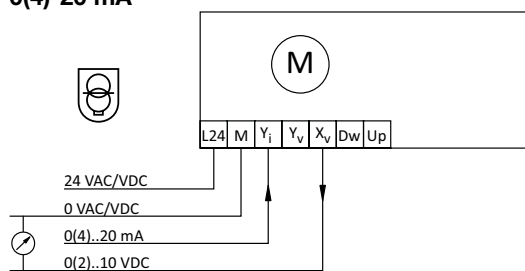 0(4)-20 mA
M
L24 M Yi Yv Xv Dw Up
24 VAC/VDC
0 VAC/VDC
0(4)..20 mA
0(2)..10 VDC